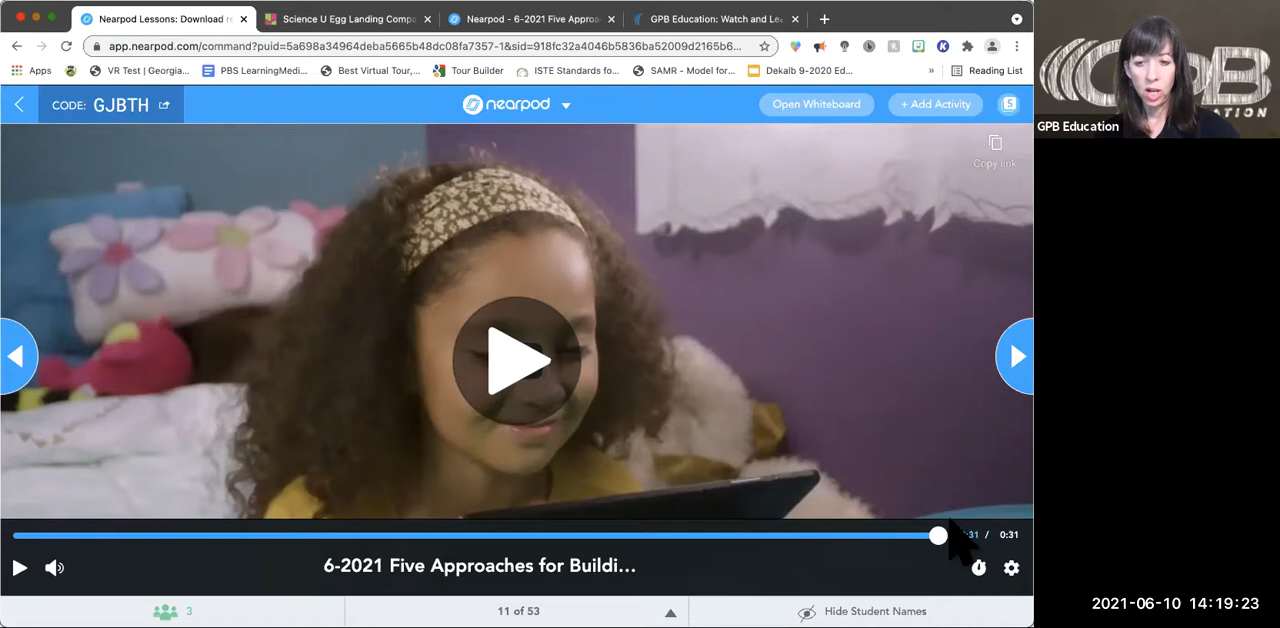 Nearpod Lessons: Download re
Science U Egg Landing Compa
Nearpod - 6-2021 Five Approa
GPB Education: Watch and Lea
app.nearpod.com/command?puid=5a698a34964deba5665b48dc08fa7357-1&sid=918fc32a4046b5836ba52009d2165b6...
Apps
VR Test | Georgia...
PBS LearningMedi...
Best Virtual Tour,...
Tour Builder
ISTE Standards fo...
SAMR - Model for...
Dekalb 9-2020 Ed...
»
Reading List
CODE: GJBTH
nearpod
Open Whiteboard
+ Add Activity
S
Copy link
:31 / 0:31
6-2021 Five Approaches for Buildi...
3
11 of 53
Hide Student Names
GPB Education
2021-06-10 14:19:23